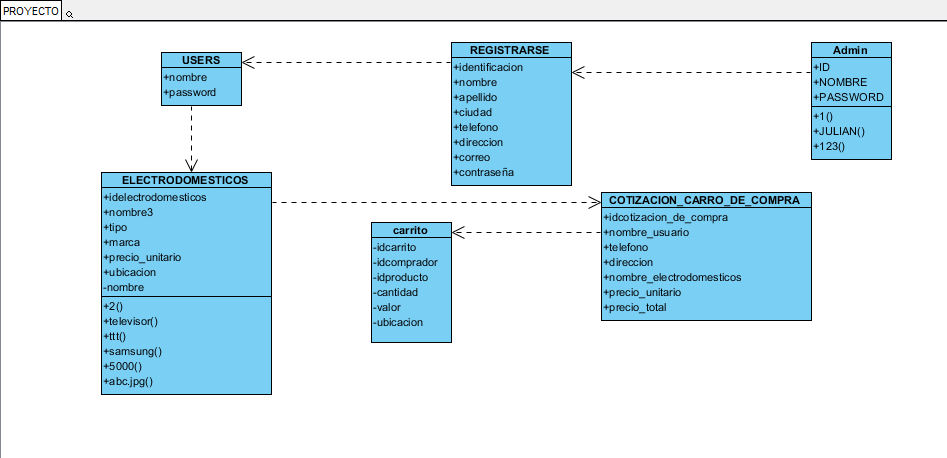 PROYECTO
USERS
+nombre
+password
REGISTRARSE
+identificacion
+nombre
+apellido
+ciudad
+telefono
+direccion
+correo
+contraseña
Admin
+ID
+NOMBRE
+PASSWORD
+1()
+JULIAN()
+123()
ELECTRODOMESTICOS
+idelectrodomesticos
+nombre3
+tipo
+marca
+precio_unitario
+ubicacion
-nombre
+2()
+televisor()
+ttt()
+samsung()
+5000()
+abc.jpg()
carrito
-idcarrito
-idcomprador
-idproducto
-cantidad
-valor
-ubicacion
COTIZACION_CARRO_DE_COMPRA
+idcotizacion_de_compra
+nombre_usuario
+telefono
+direccion
+nombre_electrodomesticos
+precio_unitario
+precio_total